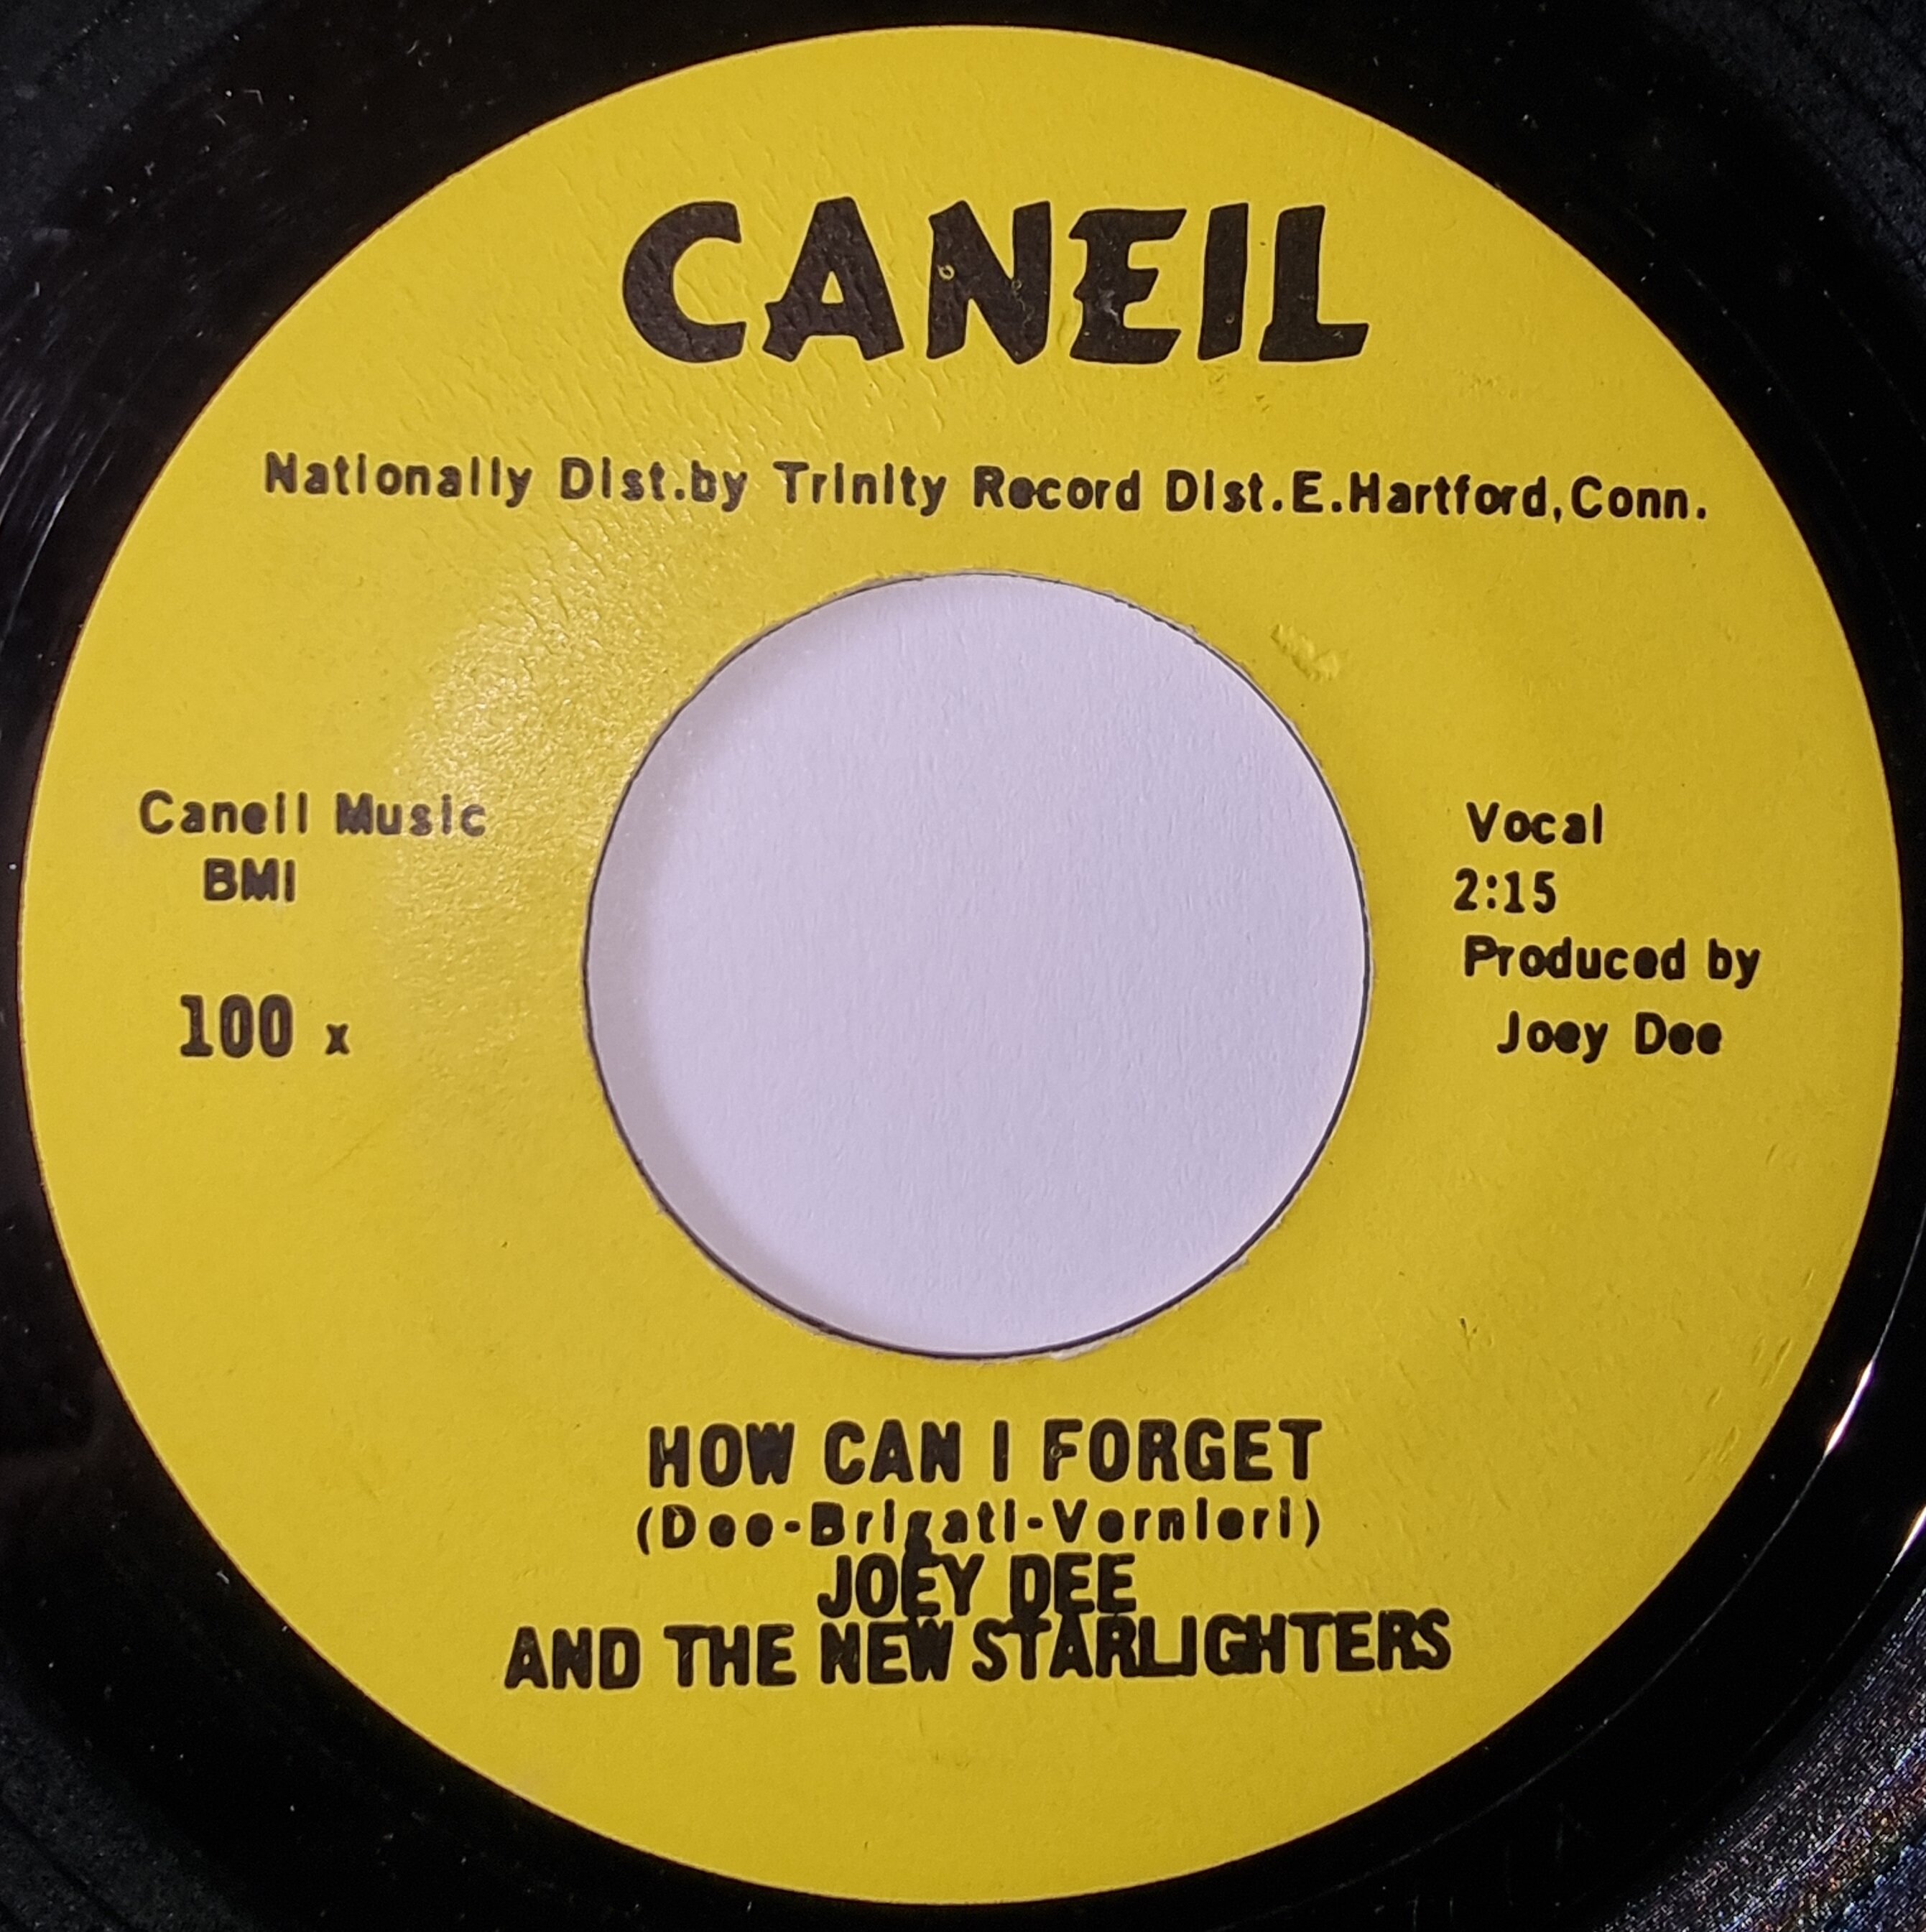 CANEIL
Nationally Dist.by Trinity Record Dist.E.Hartford,Conn.
Caneil Music
BMI
100 x
Vocal
2:15
Produced by
Joey Dee
HOW CAN I FORGET
(Dee-Brigati-Vernieri)
JOEY DEE
AND THE NEW STARLIGHTERS